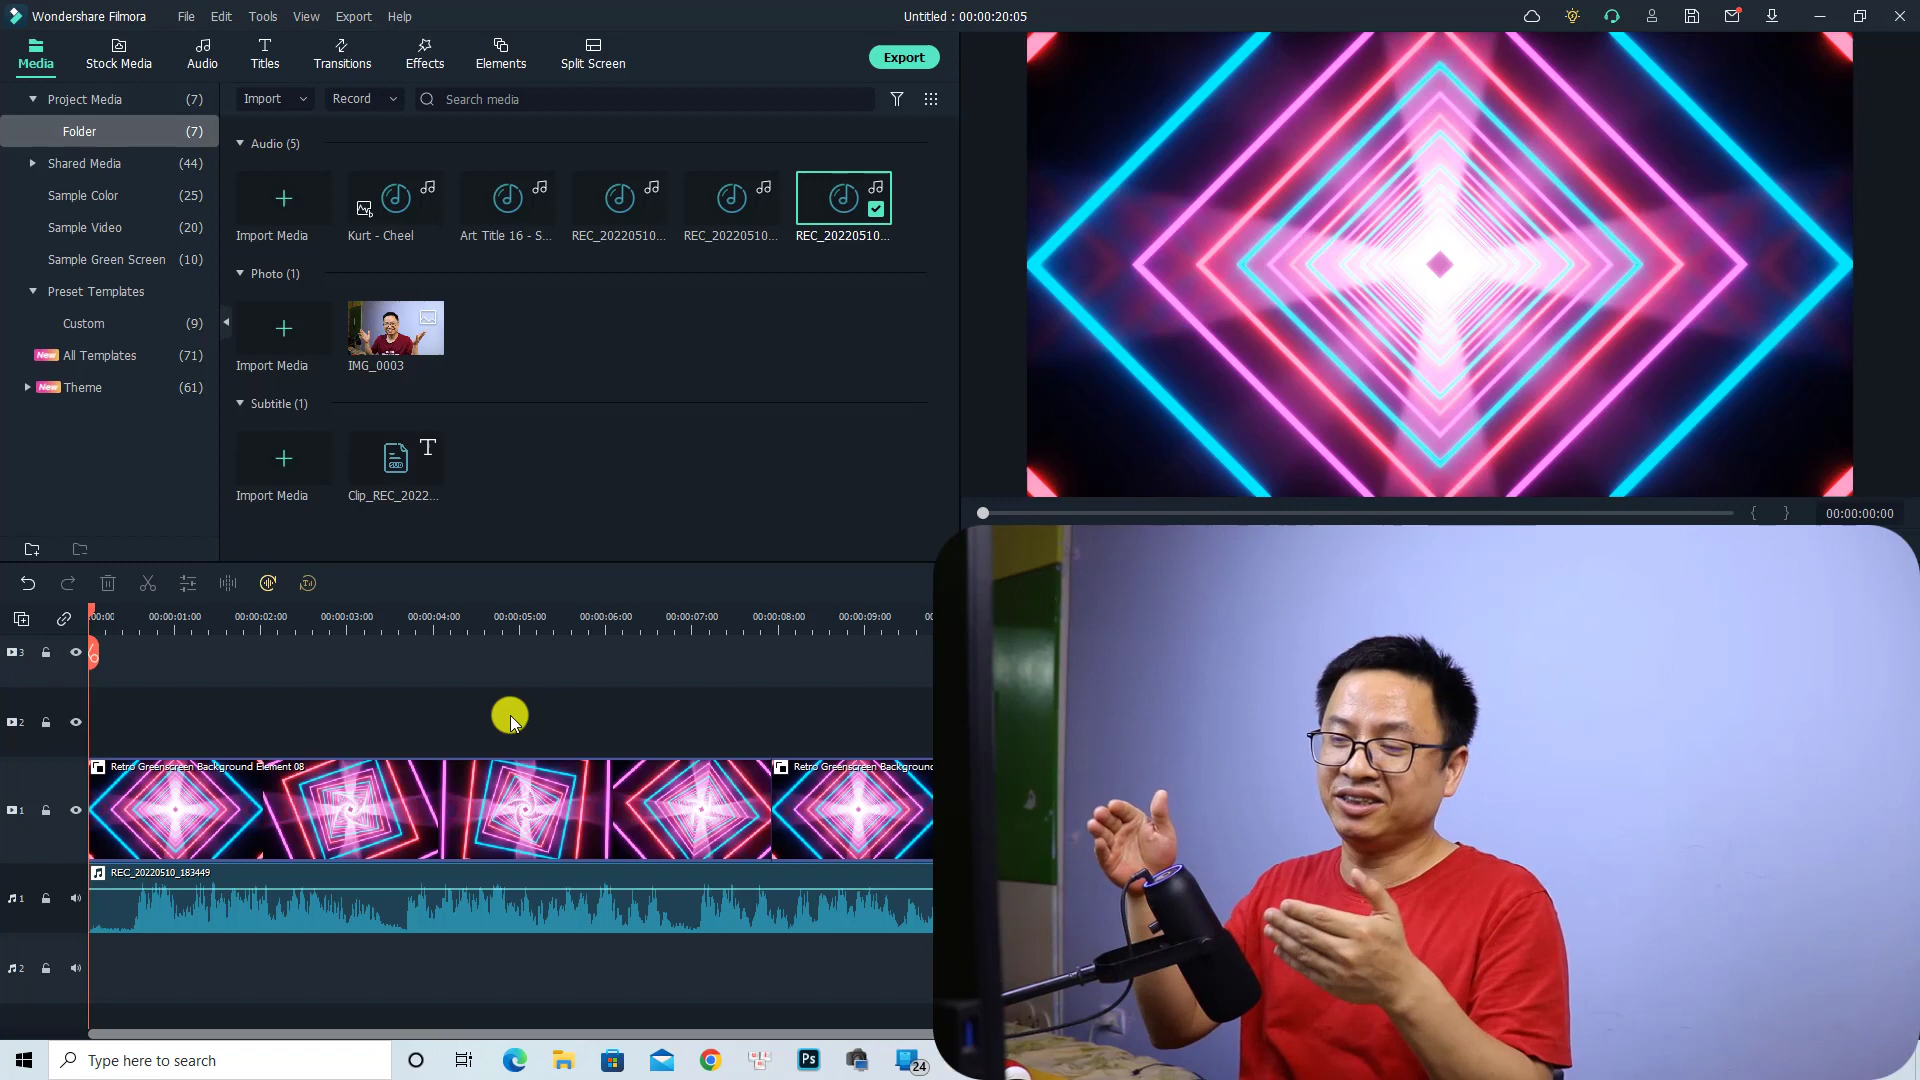 Wondershare Filmora File Edit Tools View Export Help Untitled : 00:00:20:05
Media Stock Media Audio Titles Transitions Effects Elements Split Screen Export
Project Media (7)
Folder (7)
Shared Media (44)
Sample Color (25)
Sample Video (20)
Sample Green Screen (10)
Preset Templates
Custom (9)
New All Templates (71)
New Theme (61)
Import Record Search media
Audio (5)
Import Media Kurt - Cheel Art Title 16 - S... REC_20220510... REC_20220510... REC_20220510...
Photo (1)
Import Media IMG_0003
Subtitle (1)
T
Import Media Clip_REC_2022...
{ } 00:00:00:00
:00:00 00:00:01:00 00:00:02:00 00:00:03:00 00:00:04:00 00:00:05:00 00:00:06:00 00:00:07:00 00:00:08:00 00:00:09:00 00
3
2
Retro Greenscreen Background Element 08 Retro Greenscreen Background
1
REC_20220510_183449
1
2
Type here to search Ps 24